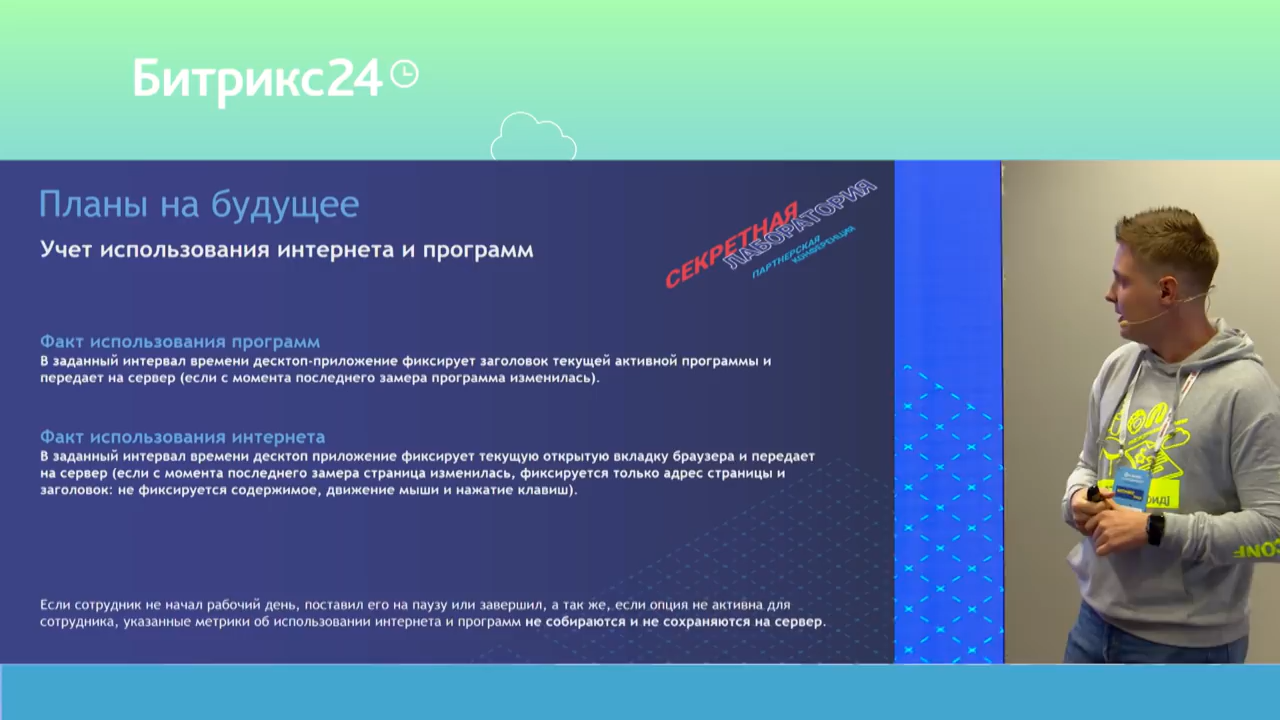 Битрикс24
Планы на будущее
Учет использования интернета и программ
СЕКРЕТНАЯ
ЛАБОРАТОРИЯ
ПАРТНЕРСКАЯ
КОНФЕРЕНЦИЯ
Факт использования программ
В заданный интервал времени десктоп-приложение фиксирует заголовок текущей активной программы и
передает на сервер (если с момента последнего замера программа изменилась).
Факт использования интернета
В заданный интервал времени десктоп приложение фиксирует текущую открытую вкладку браузера и передает
на сервер (если с момента последнего замера страница изменилась, фиксируется только адрес страницы и
заголовок: не фиксируется содержимое, движение мыши и нажатие клавиш).
Если сотрудник не начал рабочий день, поставил его на паузу или завершил, а так же, если опция не активна для
сотрудника, указанные метрики об использовании интернета и программ не собираются и не сохраняются на сервер.